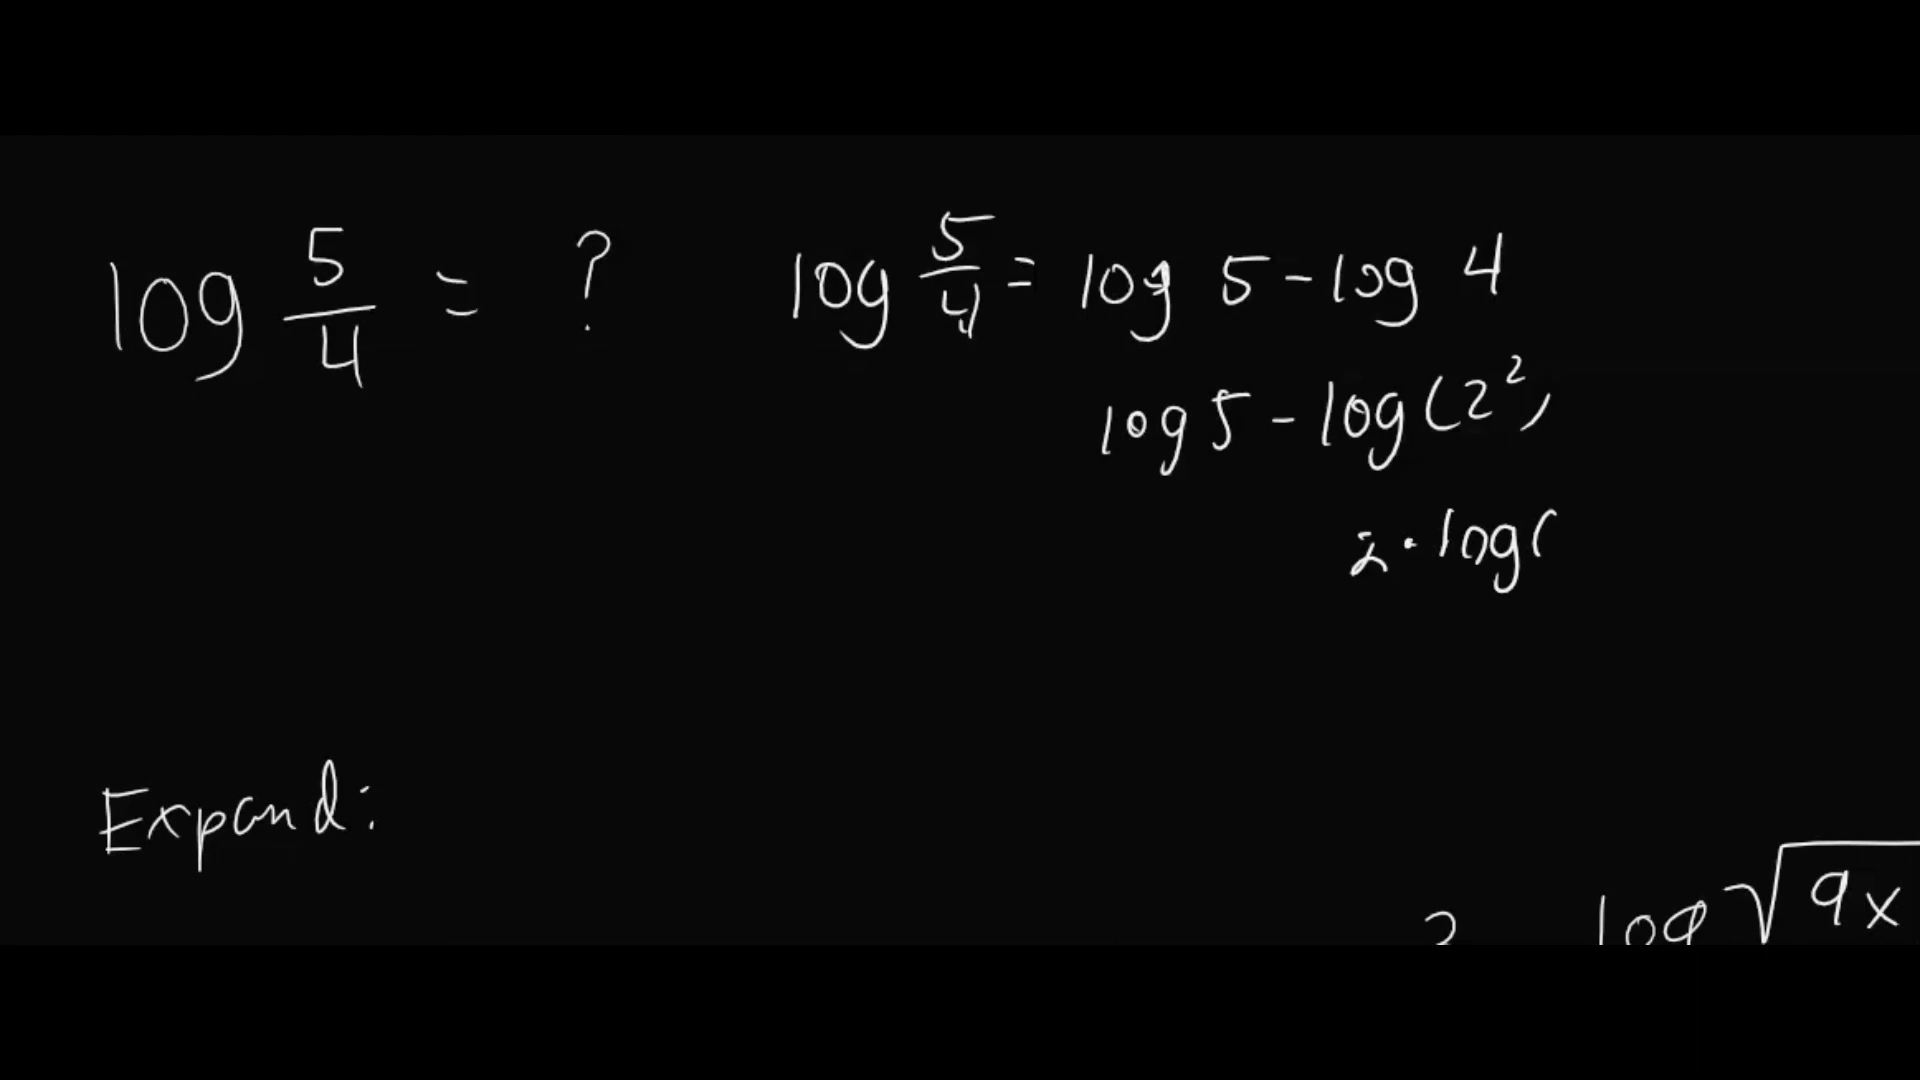 log 5/4 = ?
log 5/4 = log 5 - log 4
log 5 - log(2²)
2 · log(
Expand:
log √9x